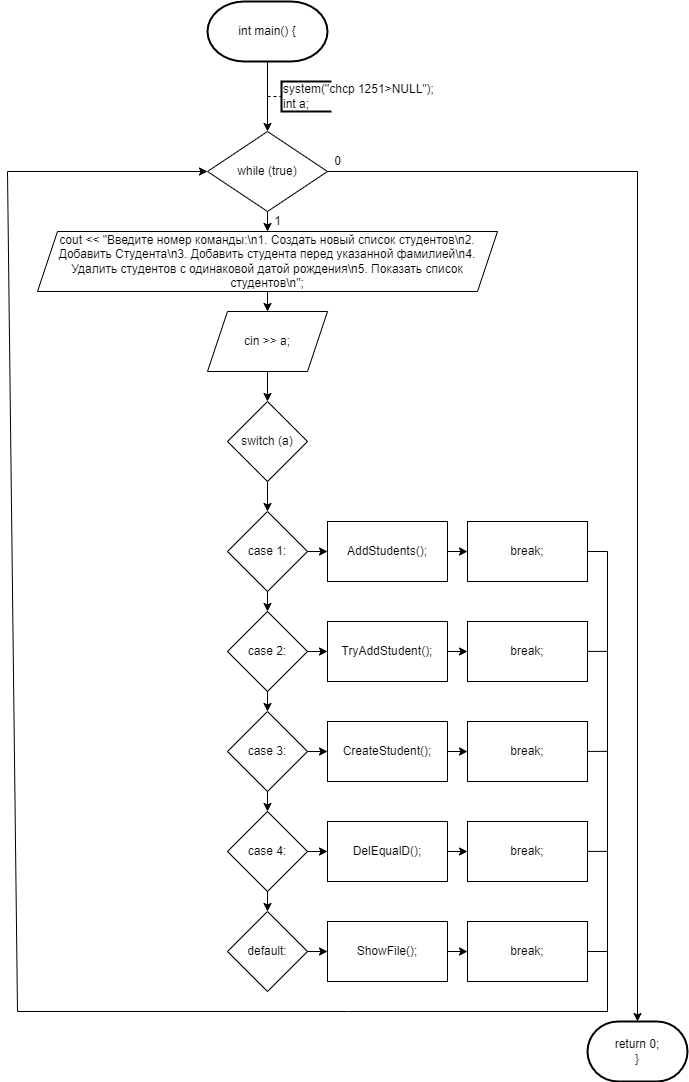 int main() {
system("chcp 1251>NULL");
int a;
while (true)
0
1
cout << "Введите номер команды:\n1. Создать новый список студентов\n2.
Добавить Студента\n3. Добавить студента перед указанной фамилией\n4.
Удалить студентов с одинаковой датой рождения\n5. Показать список
студентов\n";
cin >> a;
switch (a)
case 1:
AddStudents();
break;
case 2:
TryAddStudent();
break;
case 3:
CreateStudent();
break;
case 4:
DelEqualD();
break;
default:
ShowFile();
break;
return 0;
}